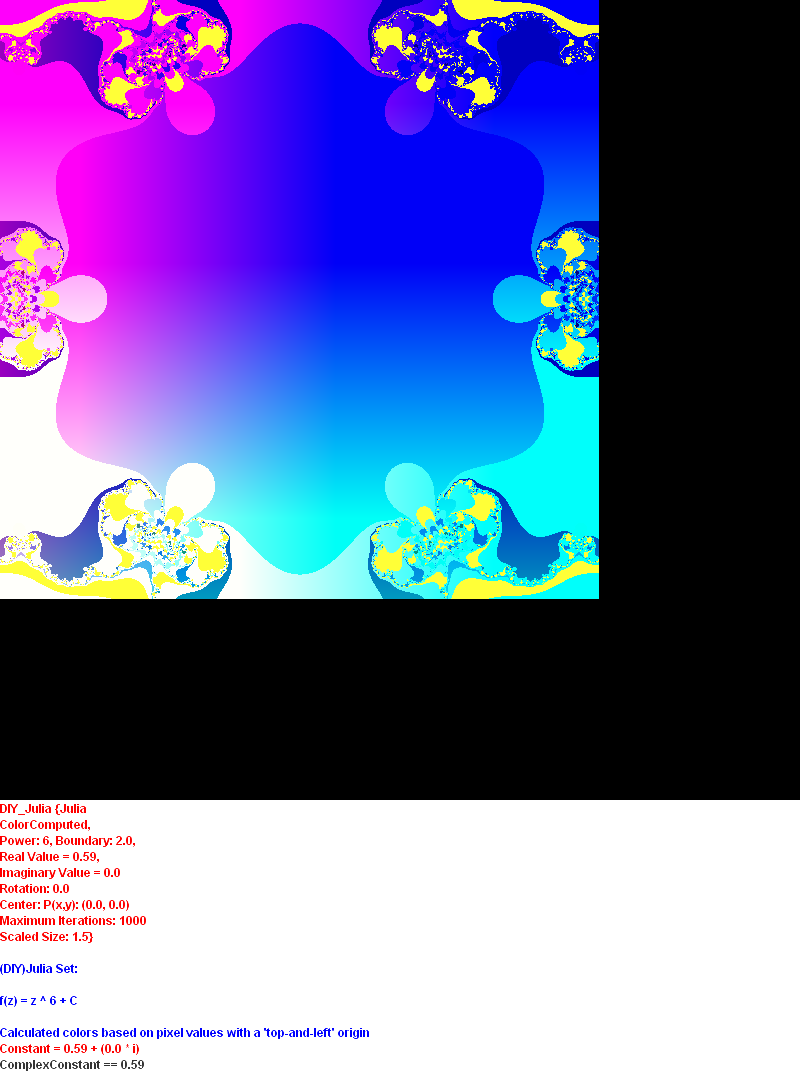 DIY_Julia {Julia
ColorComputed,
Power: 6, Boundary: 2.0,
Real Value = 0.59,
Imaginary Value = 0.0
Rotation: 0.0
Center: P(x,y): (0.0, 0.0)
Maximum Iterations: 1000
Scaled Size: 1.5}
(DIY)Julia Set:
f(z) = z ^ 6 + C
Calculated colors based on pixel values with a 'top-and-left' origin
Constant = 0.59 + (0.0 * i)
ComplexConstant == 0.59